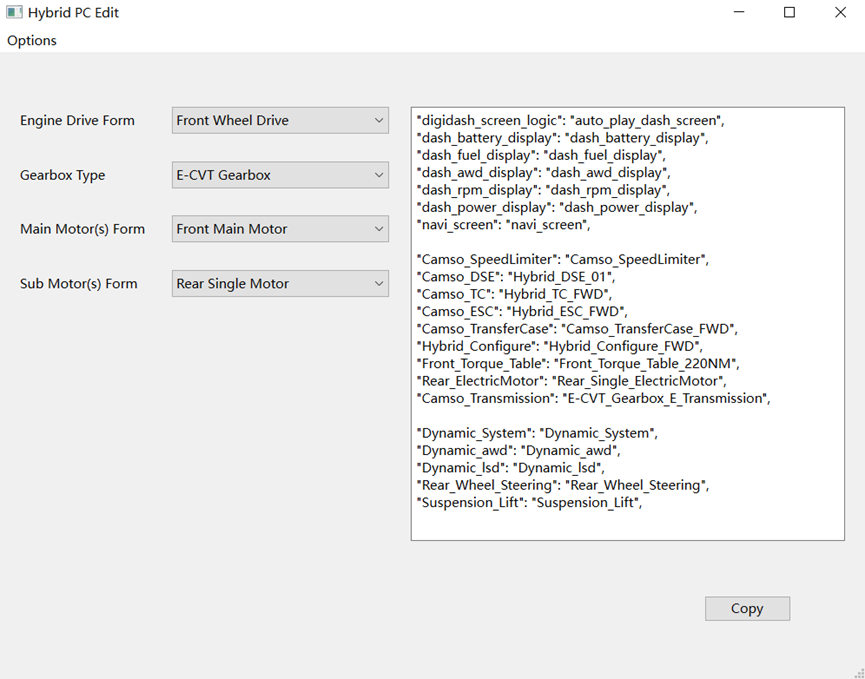 Hybrid PC Edit
Options
Engine Drive Form
Front Wheel Drive
Gearbox Type
E-CVT Gearbox
Main Motor(s) Form
Front Main Motor
Sub Motor(s) Form
Rear Single Motor
"digidash_screen_logic": "auto_play_dash_screen",
"dash_battery_display": "dash_battery_display",
"dash_fuel_display": "dash_fuel_display",
"dash_awd_display": "dash_awd_display",
"dash_rpm_display": "dash_rpm_display",
"dash_power_display": "dash_power_display",
"navi_screen": "navi_screen",
"Camso_SpeedLimiter": "Camso_SpeedLimiter",
"Camso_DSE": "Hybrid_DSE_01",
"Camso_TC": "Hybrid_TC_FWD",
"Camso_ESC": "Hybrid_ESC_FWD",
"Camso_TransferCase": "Camso_TransferCase_FWD",
"Hybrid_Configure": "Hybrid_Configure_FWD",
"Front_Torque_Table": "Front_Torque_Table_220NM",
"Rear_ElectricMotor": "Rear_Single_ElectricMotor",
"Camso_Transmission": "E-CVT_Gearbox_E_Transmission",
"Dynamic_System": "Dynamic_System",
"Dynamic_awd": "Dynamic_awd",
"Dynamic_lsd": "Dynamic_lsd",
"Rear_Wheel_Steering": "Rear_Wheel_Steering",
"Suspension_Lift": "Suspension_Lift",
Copy